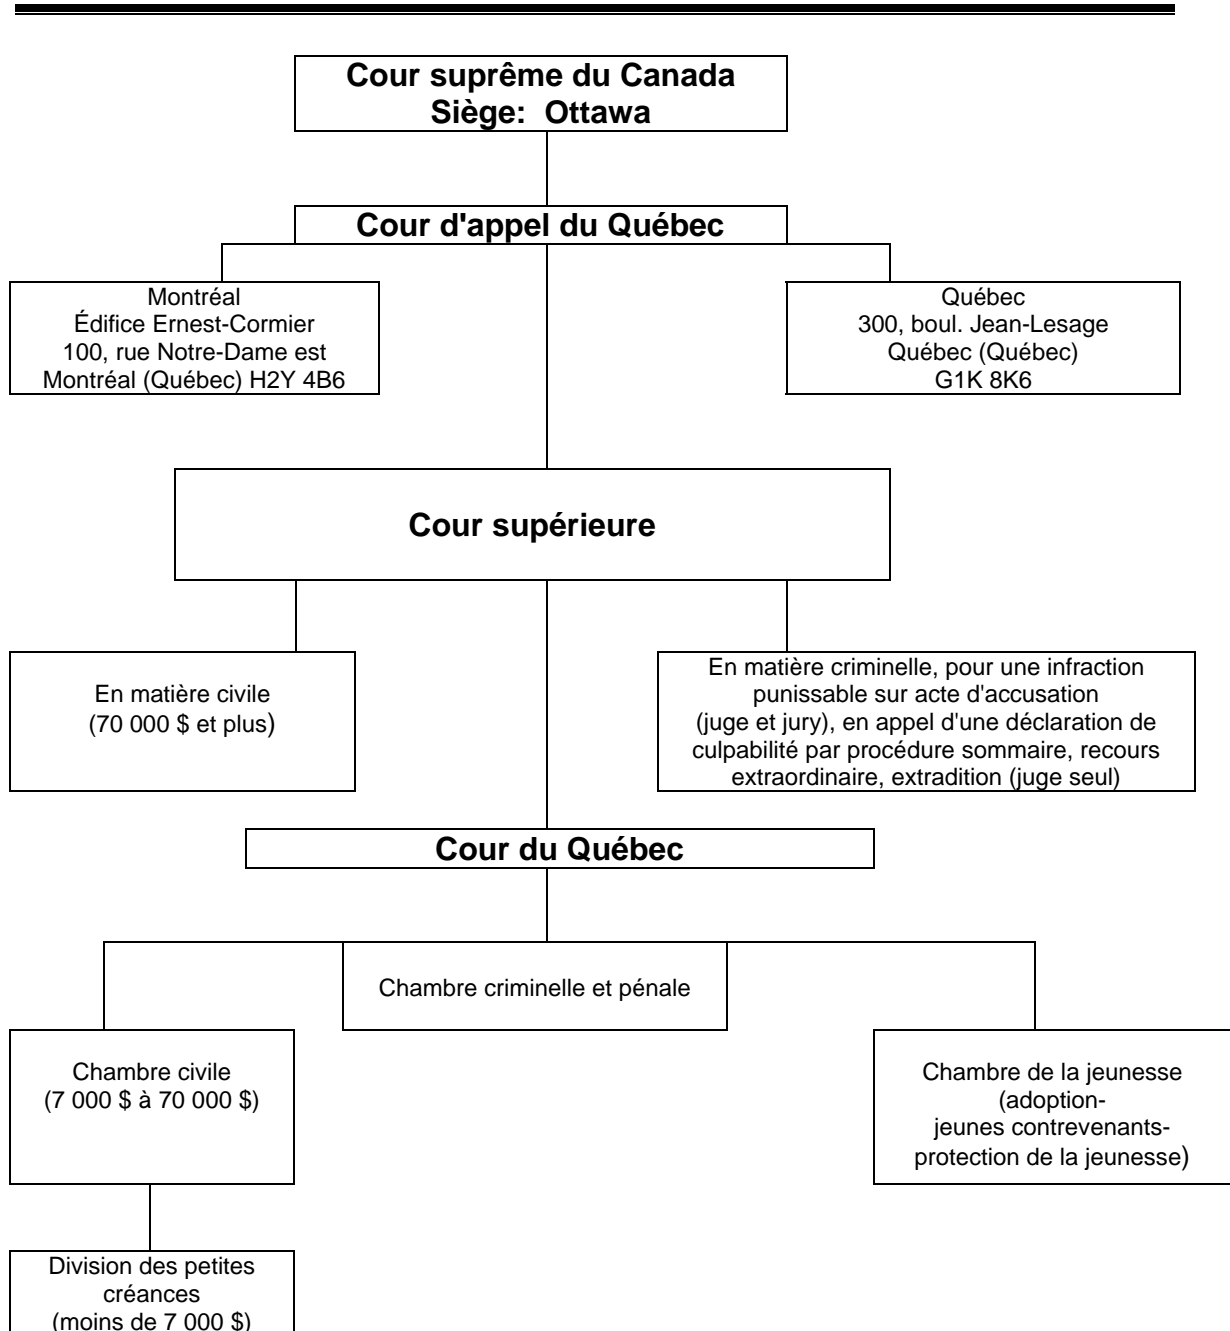 Cour suprême du Canada
Siège: Ottawa
Cour d'appel du Québec
Montréal
Édifice Ernest-Cormier
100, rue Notre-Dame est
Montréal (Québec) H2Y 4B6
Québec
300, boul. Jean-Lesage
Québec (Québec)
G1K 8K6
Cour supérieure
En matière civile
(70 000 $ et plus)
En matière criminelle, pour une infraction
punissable sur acte d'accusation
(juge et jury), en appel d'une déclaration de
culpabilité par procédure sommaire, recours
extraordinaire, extradition (juge seul)
Cour du Québec
Chambre criminelle et pénale
Chambre civile
(7 000 $ à 70 000 $)
Chambre de la jeunesse
(adoption-
jeunes contrevenants-
protection de la jeunesse)
Division des petites
créances
(moins de 7 000 $)